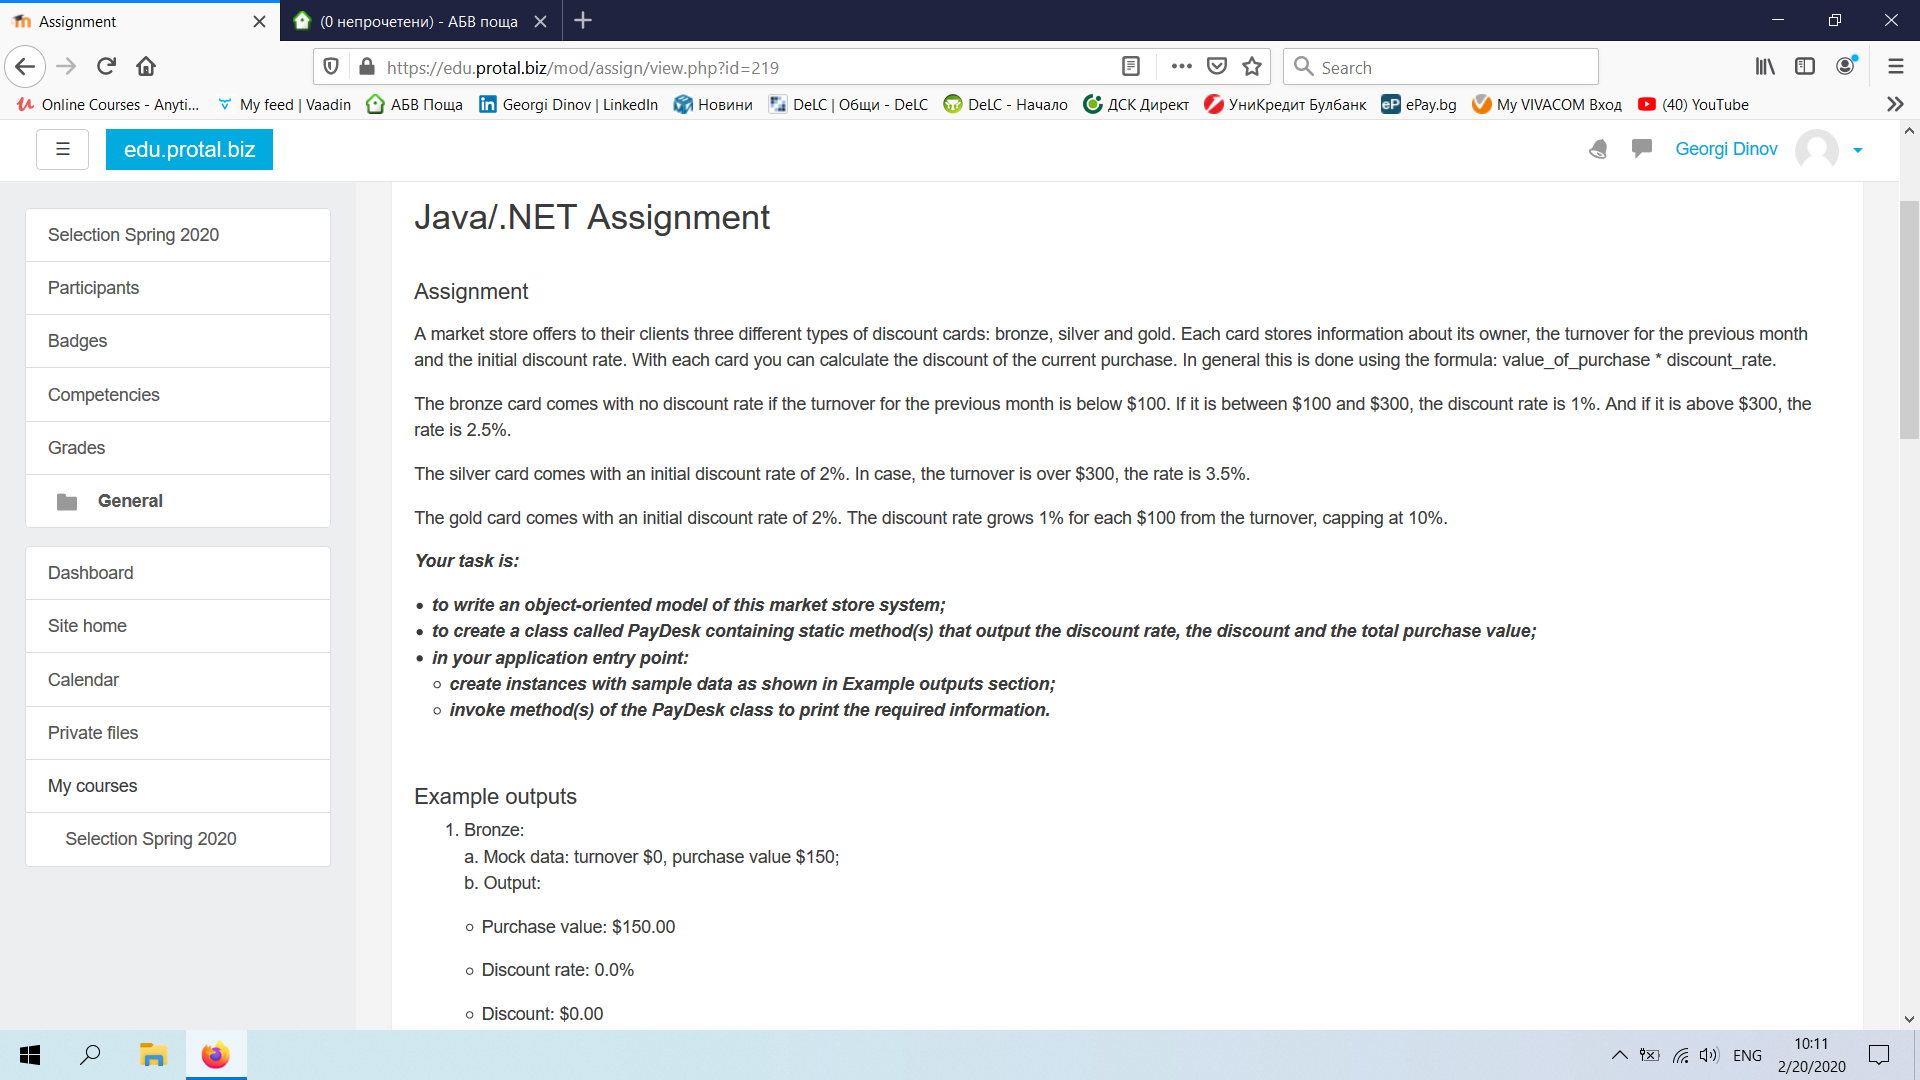 Assignment
(0 непрочетени) - АБВ поща
https://edu.protal.biz/mod/assign/view.php?id=219
Search
Online Courses - Anyti...
My feed | Vaadin
АБВ Поща
Georgi Dinov | LinkedIn
Новини
DeLC | Общи - DeLC
DeLC - Начало
ДСК Директ
УниКредит Булбанк
eP ePay.bg
My VIVACOM Вход
(40) YouTube
edu.protal.biz
Georgi Dinov
Selection Spring 2020
Participants
Badges
Competencies
Grades
General
Dashboard
Site home
Calendar
Private files
My courses
Selection Spring 2020
Java/.NET Assignment
Assignment
A market store offers to their clients three different types of discount cards: bronze, silver and gold. Each card stores information about its owner, the turnover for the previous month
and the initial discount rate. With each card you can calculate the discount of the current purchase. In general this is done using the formula: value_of_purchase * discount_rate.
The bronze card comes with no discount rate if the turnover for the previous month is below $100. If it is between $100 and $300, the discount rate is 1%. And if it is above $300, the
rate is 2.5%.
The silver card comes with an initial discount rate of 2%. In case, the turnover is over $300, the rate is 3.5%.
The gold card comes with an initial discount rate of 2%. The discount rate grows 1% for each $100 from the turnover, capping at 10%.
Your task is:
• to write an object-oriented model of this market store system;
• to create a class called PayDesk containing static method(s) that output the discount rate, the discount and the total purchase value;
• in your application entry point:
◦ create instances with sample data as shown in Example outputs section;
◦ invoke method(s) of the PayDesk class to print the required information.
Example outputs
1. Bronze:
a. Mock data: turnover $0, purchase value $150;
b. Output:
◦ Purchase value: $150.00
◦ Discount rate: 0.0%
◦ Discount: $0.00
ENG
10:11
2/20/2020